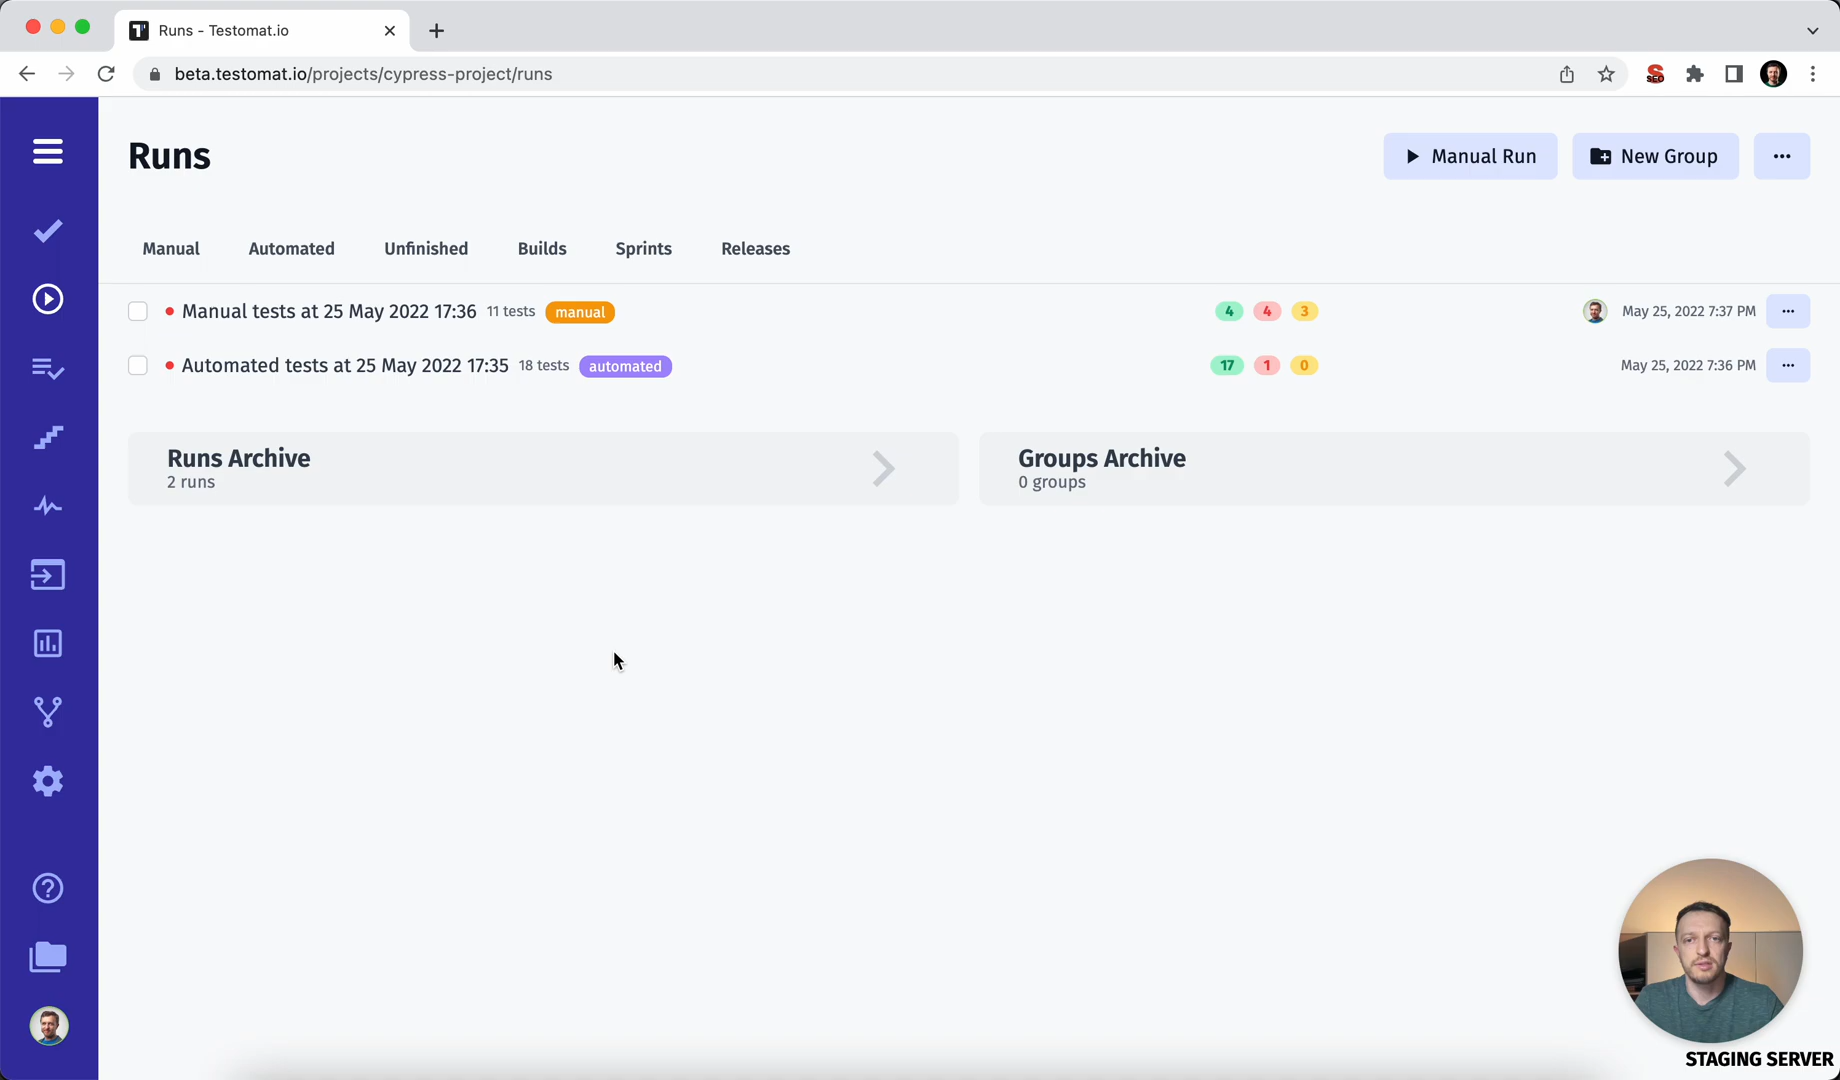 Runs - Testomat.io
beta.testomat.io/projects/cypress-project/runs
SEO
Runs
Manual Run
New Group
Manual Automated Unfinished Builds Sprints Releases
Manual tests at 25 May 2022 17:36 11 tests manual 4 4 3 May 25, 2022 7:37 PM
Automated tests at 25 May 2022 17:35 18 tests automated 17 1 0 May 25, 2022 7:36 PM
Runs Archive
2 runs
Groups Archive
0 groups
STAGING SERVER